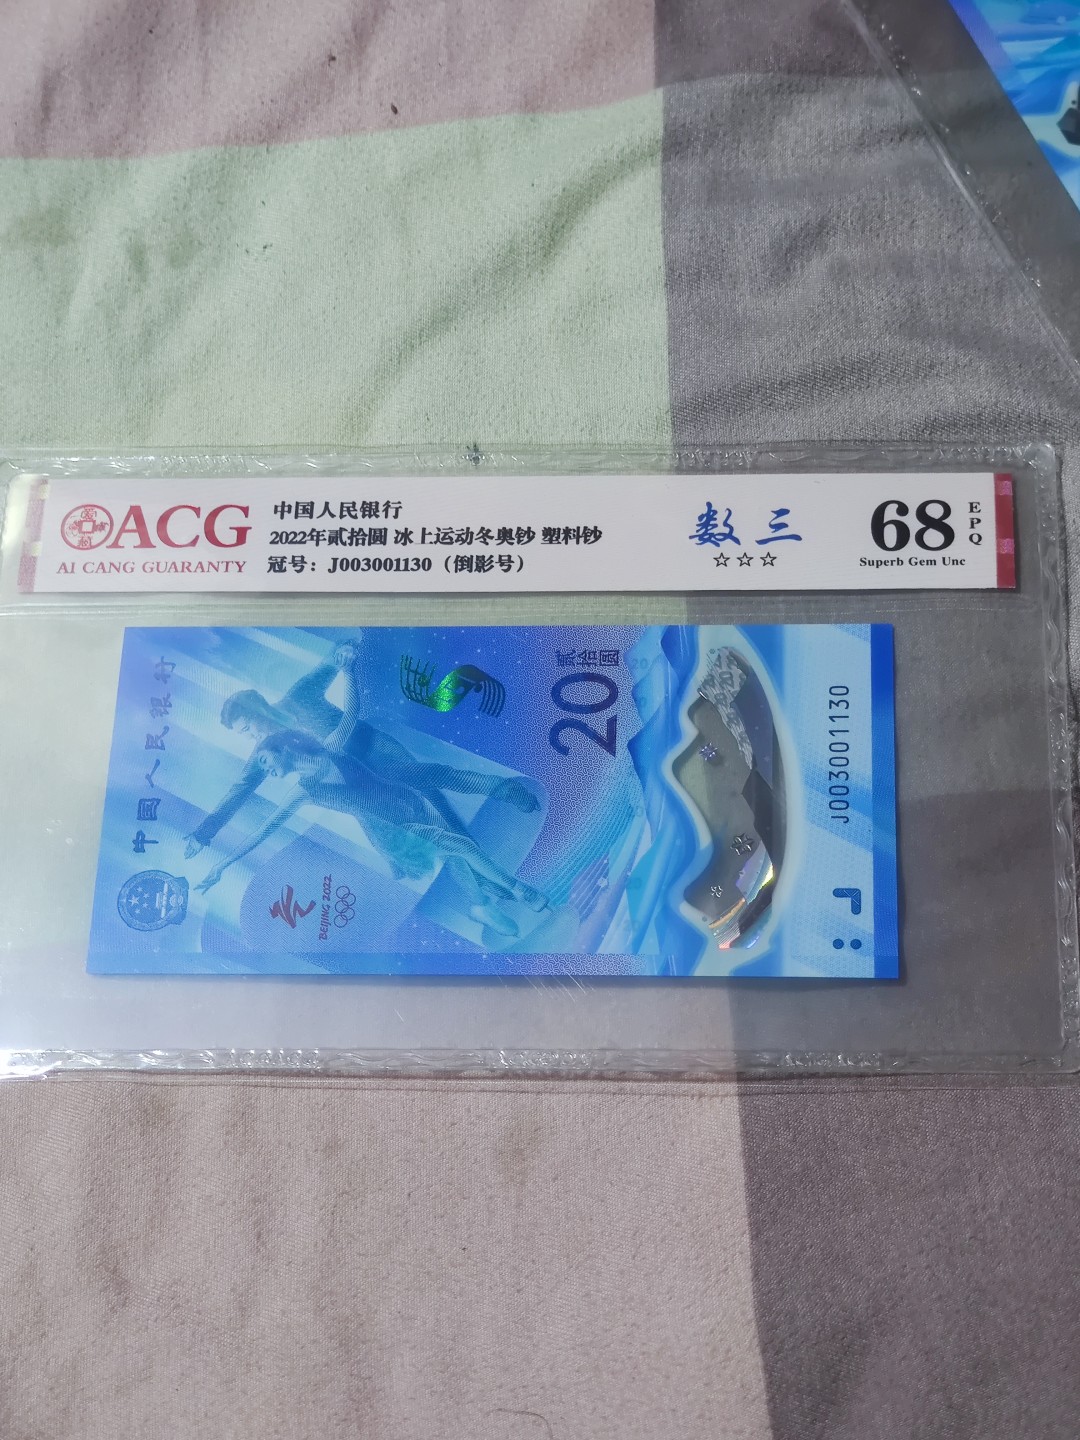 ACG
AI CANG GUARANTY
中国人民银行
2022年贰拾圆 冰上运动冬奥钞 塑料钞
冠号：J003001130（倒影号）
数三
☆☆☆
68
EPQ
Superb Gem Unc
中国人民银行
BEIJING 2022
贰拾圆
20
J003001130